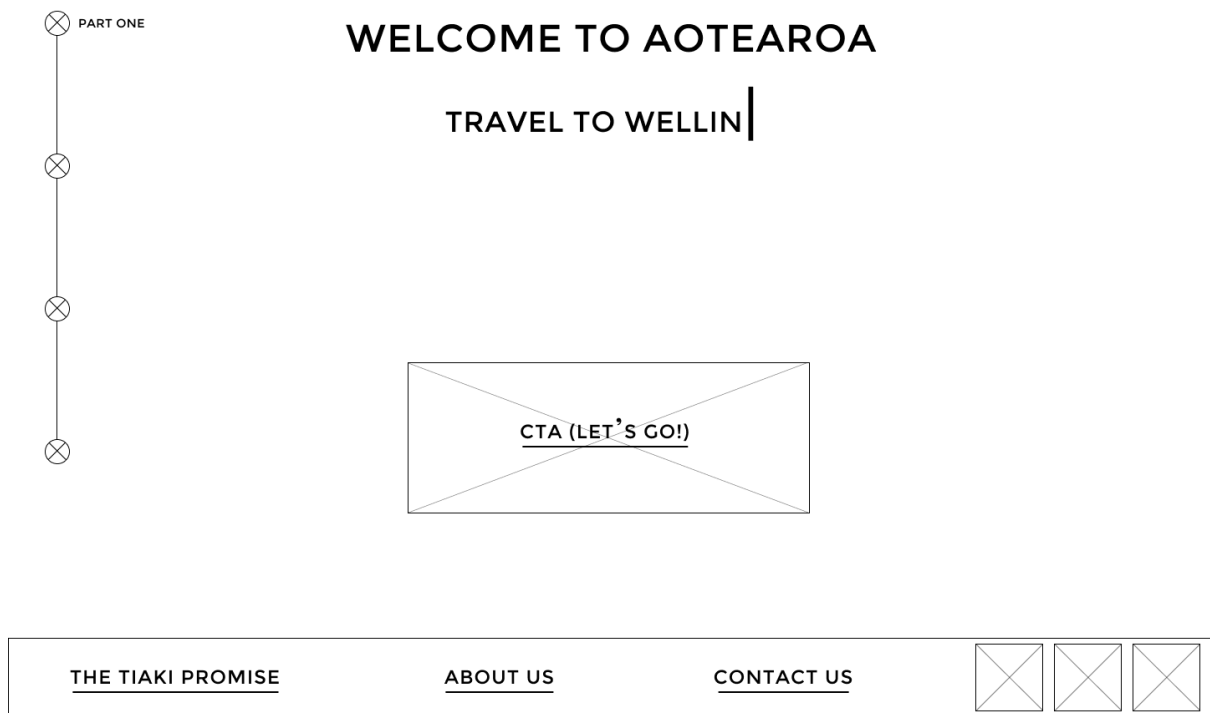 PART ONE
WELCOME TO AOTEAROA
TRAVEL TO WELLIN
CTA (LET’S GO!)
THE TIAKI PROMISE
ABOUT US
CONTACT US